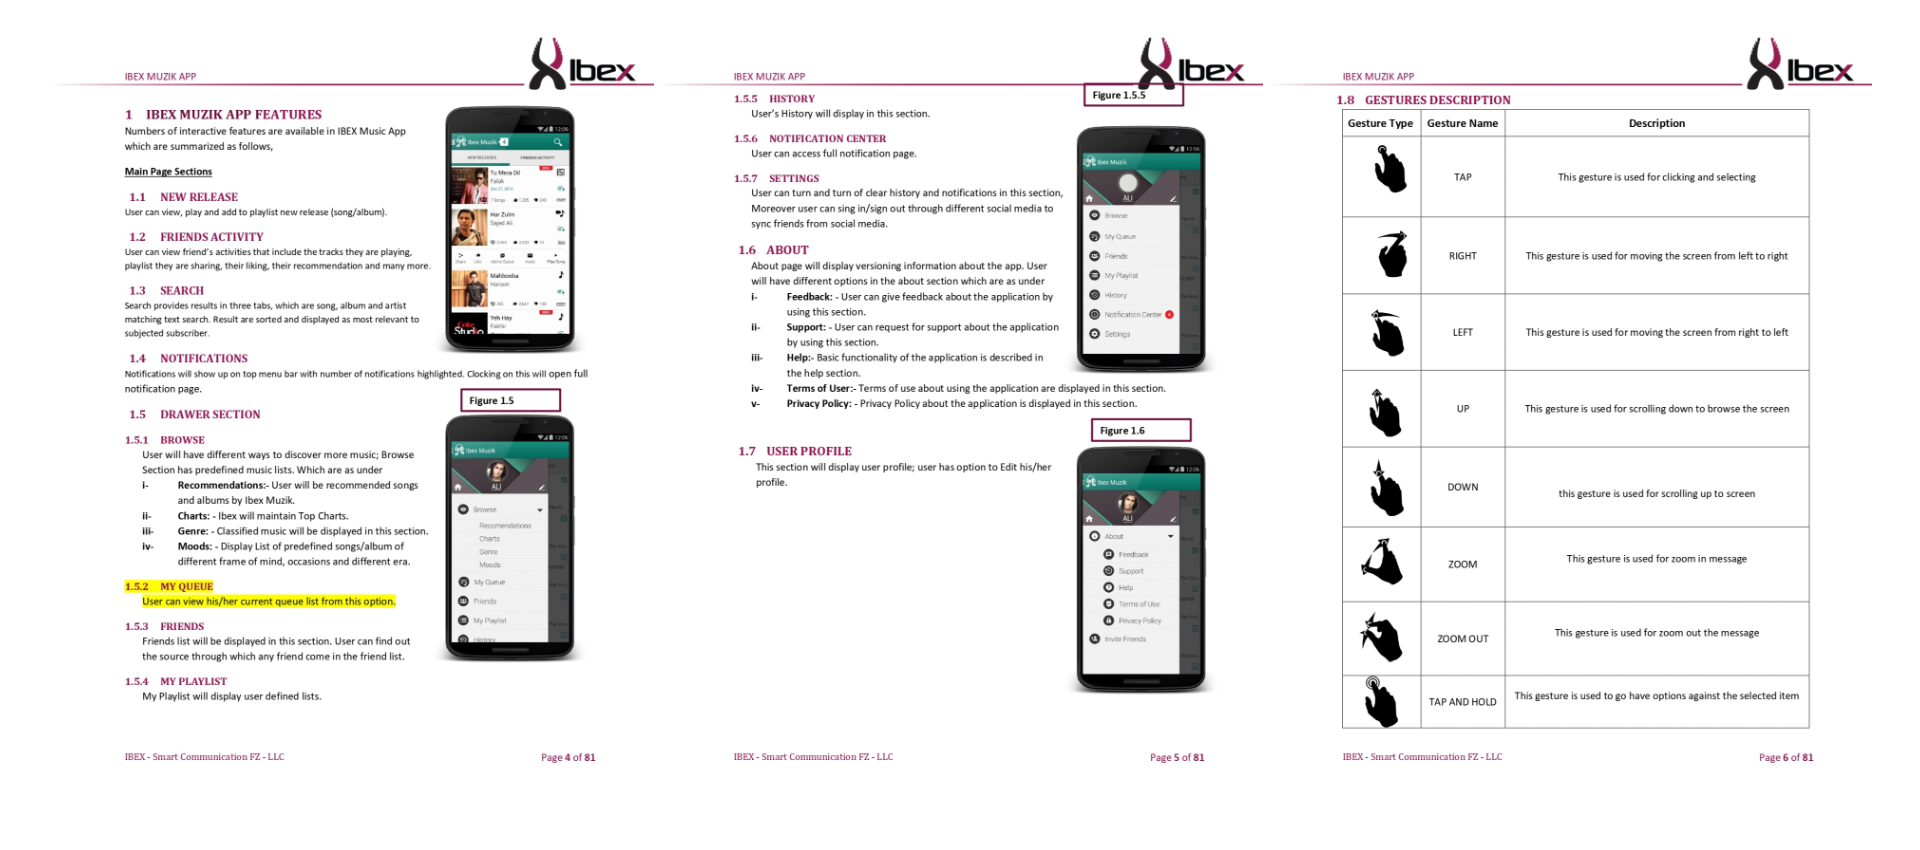 IBEX MUZIK APP
Ibex
1 IBEX MUZIK APP FEATURES
Numbers of interactive features are available in IBEX Music App
which are summarized as follows,
Main Page Sections
1.1 NEW RELEASE
User can view, play and add to playlist new release (song/album).
1.2 FRIENDS ACTIVITY
User can view friend's activities that include the tracks they are playing,
playlist they are sharing, their liking, their recommendation and many more.
1.3 SEARCH
Search provides results in three tabs, which are song, album and artist
matching text search. Result are sorted and displayed as most relevant to
subjected subscriber.
1.4 NOTIFICATIONS
Notifications will show up on top menu bar with number of notifications highlighted. Clocking on this will open full
notification page.
1.5 DRAWER SECTION
1.5.1 BROWSE
User will have different ways to discover more music; Browse
Section has predefined music lists. Which are as under
i- Recommendations:- User will be recommended songs
and albums by Ibex Muzik.
ii- Charts: - Ibex will maintain Top Charts.
iii- Genre: - Classified music will be displayed in this section.
iv- Moods: - Display List of predefined songs/album of
different frame of mind, occasions and different era.
1.5.2 MY QUEUE
User can view his/her current queue list from this option.
1.5.3 FRIENDS
Friends list will be displayed in this section. User can find out
the source through which any friend come in the friend list.
1.5.4 MY PLAYLIST
My Playlist will display user defined lists.
12:06
Ibex Muzik 4
NEW RELEASES FRIENDS ACTIVITY
Tu Mera Dil
Falak
Har Zulm
Sajjad Ali
Mahbooba
Haroon
Yeh Hay
Fakhir
Coke
Studio
Figure 1.5
12:06
Ibex Muzik
ALI
Browse
Recomendations
Charts
Genre
Moods
My Queue
Friends
My Playlist
History
IBEX - Smart Communication FZ - LLC
Page 4 of 81
IBEX MUZIK APP
Ibex
Figure 1.5.5
1.5.5 HISTORY
User's History will display in this section.
1.5.6 NOTIFICATION CENTER
User can access full notification page.
1.5.7 SETTINGS
User can turn and turn of clear history and notifications in this section,
Moreover user can sing in/sign out through different social media to
sync friends from social media.
1.6 ABOUT
About page will display versioning information about the app. User
will have different options in the about section which are as under
i- Feedback: - User can give feedback about the application by
using this section.
ii- Support: - User can request for support about the application
by using this section.
iii- Help:- Basic functionality of the application is described in
the help section.
iv- Terms of User:- Terms of use about using the application are displayed in this section.
v- Privacy Policy: - Privacy Policy about the application is displayed in this section.
1.7 USER PROFILE
This section will display user profile; user has option to Edit his/her
profile.
12:06
Ibex Muzik
ALI
Browse
My Queue
Friends
My Playlist
History
Notification Center 4
Settings
Figure 1.6
12:06
Ibex Muzik
ALI
About
Feedback
Support
Help
Terms of Use
Privacy Policy
Invite Friends
IBEX - Smart Communication FZ - LLC
Page 5 of 81
IBEX MUZIK APP
Ibex
1.8 GESTURES DESCRIPTION
Gesture Type Gesture Name Description
TAP This gesture is used for clicking and selecting
RIGHT This gesture is used for moving the screen from left to right
LEFT This gesture is used for moving the screen from right to left
UP This gesture is used for scrolling down to browse the screen
DOWN this gesture is used for scrolling up to screen
ZOOM This gesture is used for zoom in message
ZOOM OUT This gesture is used for zoom out the message
TAP AND HOLD This gesture is used to go have options against the selected item
IBEX - Smart Communication FZ - LLC
Page 6 of 81